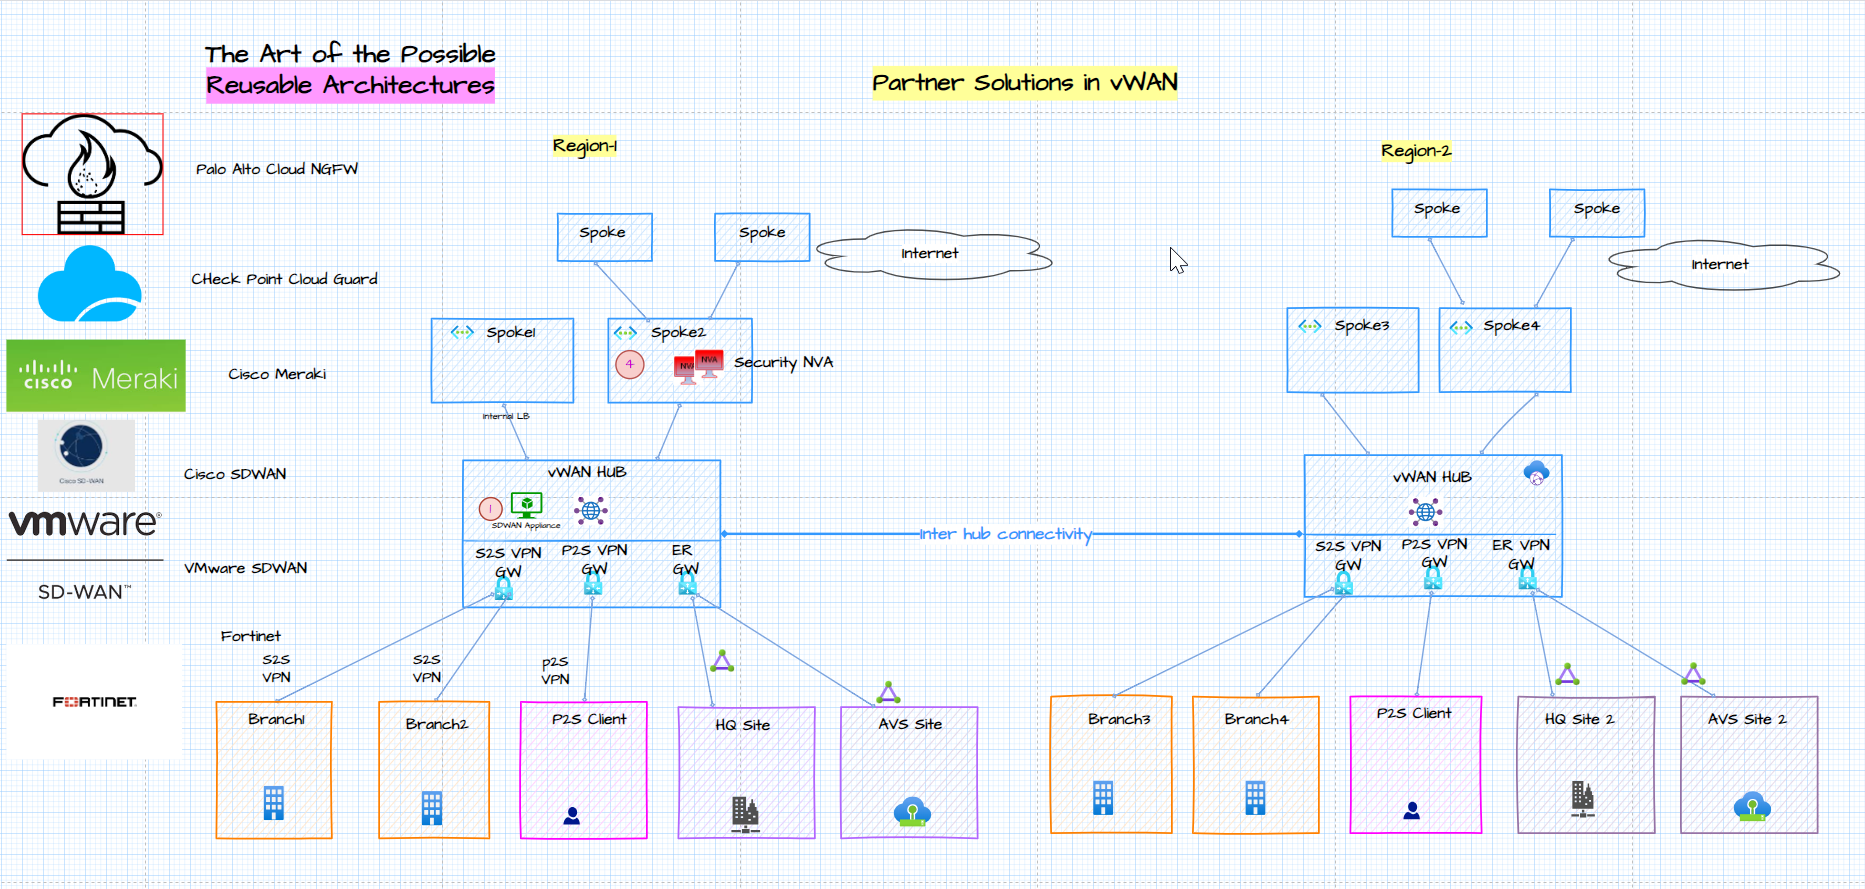 The Art of the Possible
Reusable Architectures
Partner Solutions in vWAN
Region-1
Region-2
Palo Alto Cloud NGFW
CHeck Point Cloud Guard
cisco Meraki
Cisco Meraki
Cisco SD-WAN
Cisco SDWAN
vmware®
SD-WAN™
VMware SDWAN
Fortinet
FORTINET
Spoke
Spoke
Internet
Spoke1
Spoke2
4
NVA
NVA
Security NVA
Internal LB
vWAN HUB
1
SDWAN Appliance
S2S VPN
GW
P2S VPN
GW
ER
GW
Inter hub connectivity
S2S
VPN
S2S
VPN
p2S
VPN
Branch1
Branch2
P2S Client
HQ Site
AVS Site
Spoke
Spoke
Internet
Spoke3
Spoke4
vWAN HUB
S2S VPN
GW
P2S VPN
GW
ER VPN
GW
Branch3
Branch4
P2S Client
HQ Site 2
AVS Site 2